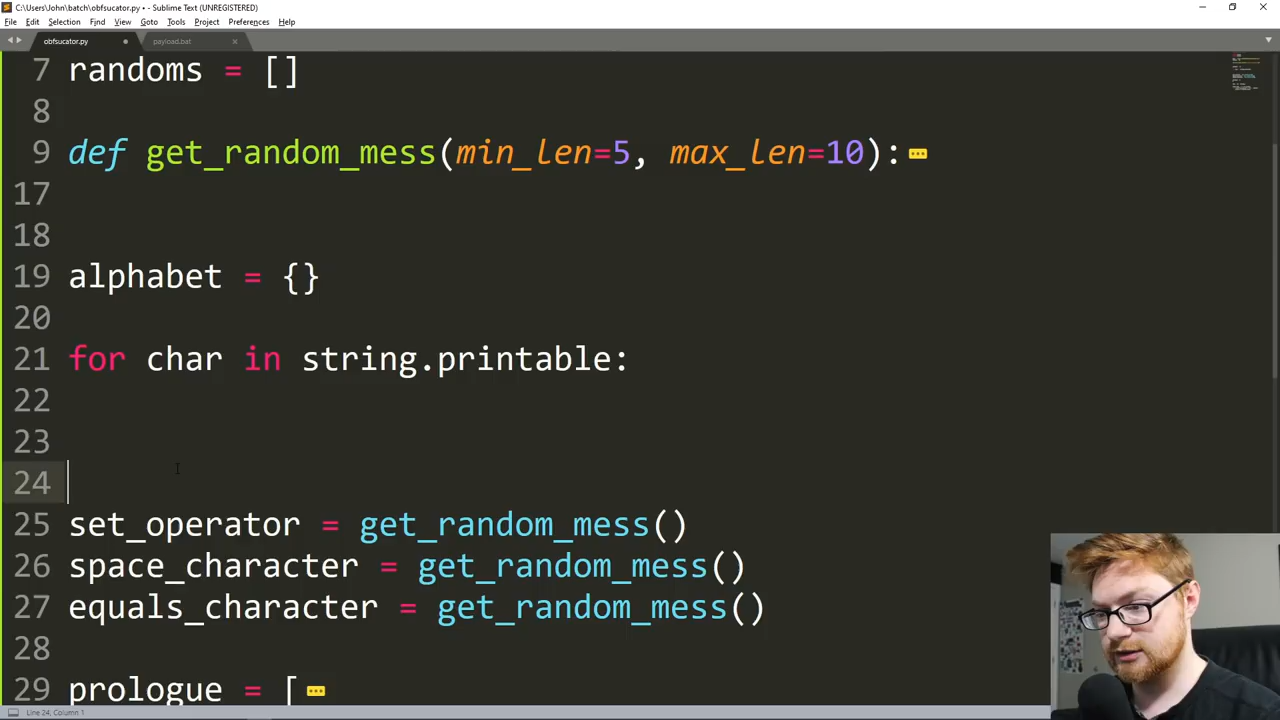 C:\Users\John\batch\obfsucator.py • - Sublime Text (UNREGISTERED)
File Edit Selection Find View Goto Tools Project Preferences Help
obfsucator.py payload.bat
7 randoms = []
8
9 def get_random_mess(min_len=5, max_len=10):
17
18
19 alphabet = {}
20
21 for char in string.printable:
22
23
24
25 set_operator = get_random_mess()
26 space_character = get_random_mess()
27 equals_character = get_random_mess()
28
29 prologue = [
Line 24, Column 1